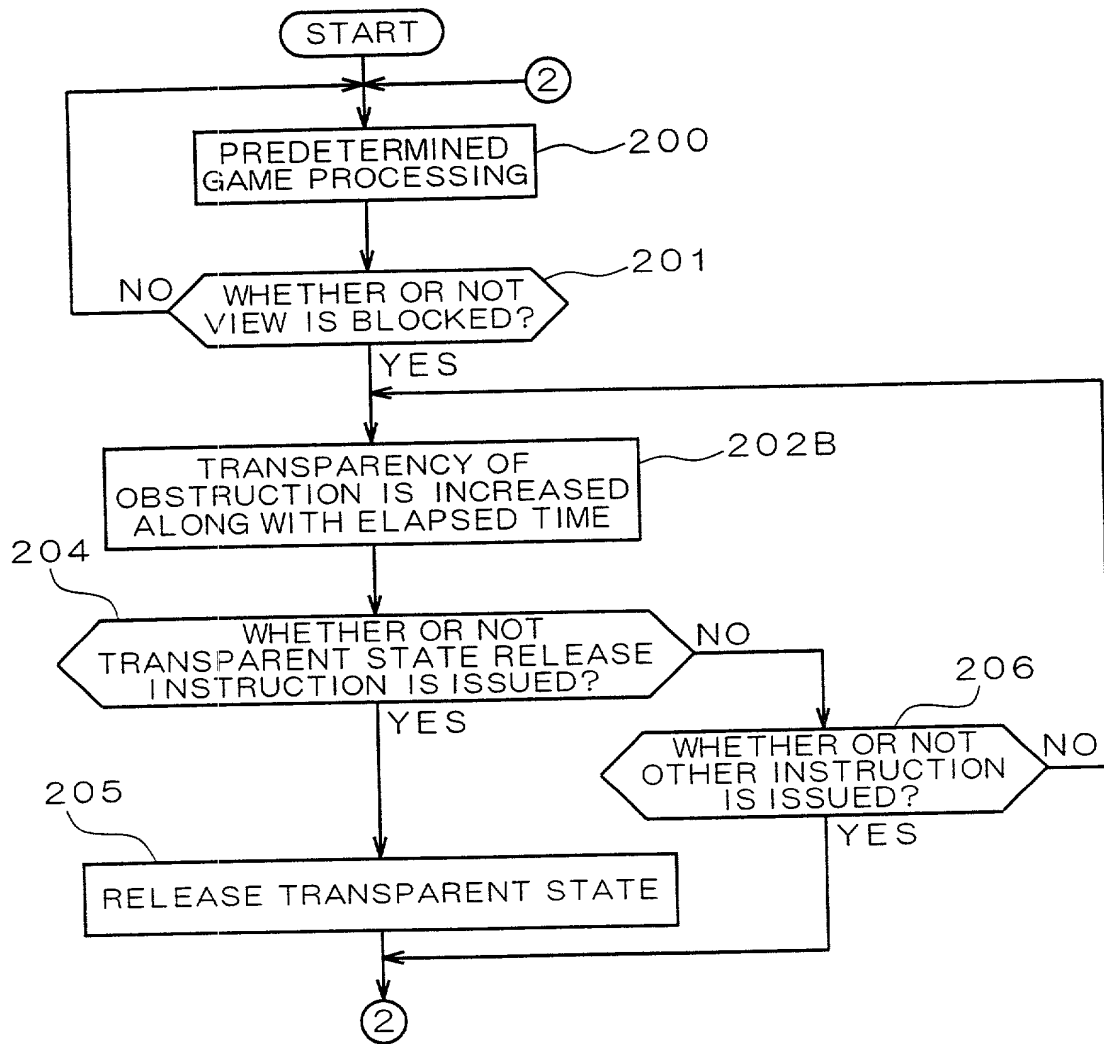 START
2
PREDETERMINED
GAME PROCESSING
200
WHETHER OR NOT
VIEW IS BLOCKED?
201
NO
YES
TRANSPARENCY OF
OBSTRUCTION IS INCREASED
ALONG WITH ELAPSED TIME
202B
204
WHETHER OR NOT
TRANSPARENT STATE RELEASE
INSTRUCTION IS ISSUED?
NO
YES
206
WHETHER OR NOT
OTHER INSTRUCTION
IS ISSUED?
NO
YES
205
RELEASE TRANSPARENT STATE
2